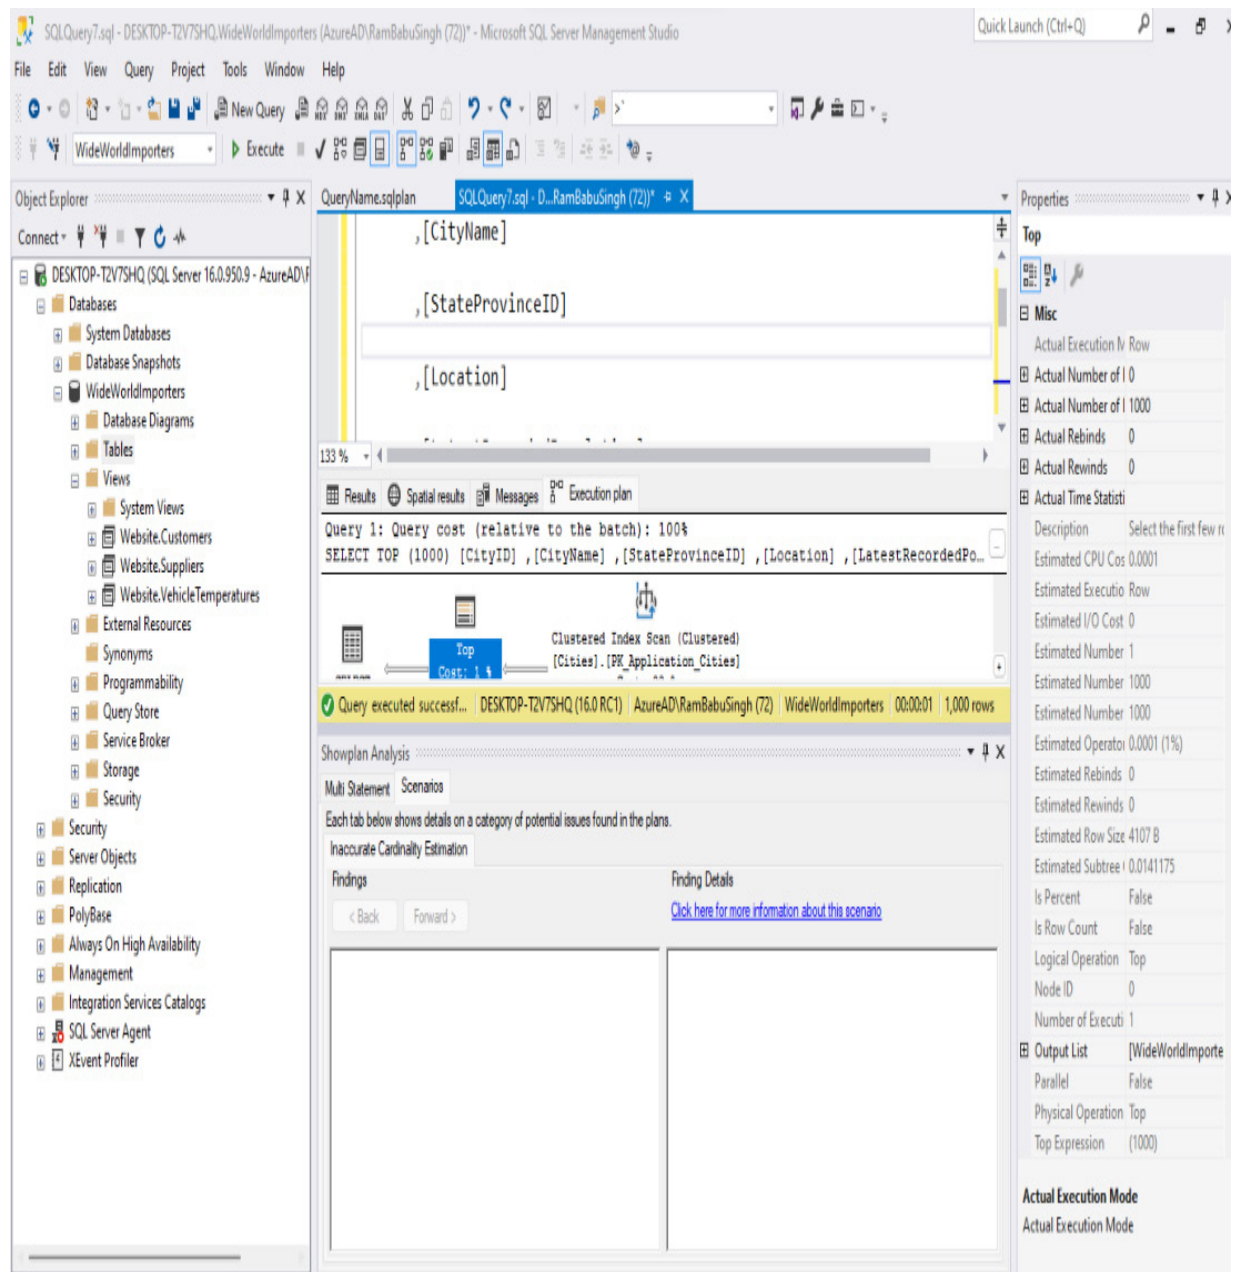 SQLQuery7.sql - DESKTOP-T2V7SHQ.WideWorldImporters (AzureAD\RamBabuSingh (72))* - Microsoft SQL Server Management Studio
Quick Launch (Ctrl+Q)
File Edit View Query Project Tools Window Help
New Query
WideWorldImporters
Execute
Object Explorer
Connect
DESKTOP-T2V7SHQ (SQL Server 16.0.950.9 - AzureAD\
Databases
System Databases
Database Snapshots
WideWorldImporters
Database Diagrams
Tables
Views
System Views
Website.Customers
Website.Suppliers
Website.VehicleTemperatures
External Resources
Synonyms
Programmability
Query Store
Service Broker
Storage
Security
Security
Server Objects
Replication
PolyBase
Always On High Availability
Management
Integration Services Catalogs
SQL Server Agent
XEvent Profiler
QueryName.sqlplan
SQLQuery7.sql - D...RamBabuSingh (72))*
,[CityName]
,[StateProvinceID]
,[Location]
133 %
Results Spatial results Messages Execution plan
Query 1: Query cost (relative to the batch): 100%
SELECT TOP (1000) [CityID] ,[CityName] ,[StateProvinceID] ,[Location] ,[LatestRecordedPo...
Top
Cost: 1 %
Clustered Index Scan (Clustered)
[Cities].[PK_Application_Cities]
Query executed successf... DESKTOP-T2V7SHQ (16.0 RC1) AzureAD\RamBabuSingh (72) WideWorldImporters 00:00:01 1,000 rows
Showplan Analysis
Multi Statement Scenarios
Each tab below shows details on a category of potential issues found in the plans.
Inaccurate Cardinality Estimation
Findings
< Back Forward >
Finding Details
Click here for more information about this scenario
Properties
Top
Misc
Actual Execution M Row
Actual Number of 0
Actual Number of 1000
Actual Rebinds 0
Actual Rewinds 0
Actual Time Statisti
Description Select the first few ro
Estimated CPU Cos 0.0001
Estimated Executio Row
Estimated I/O Cost 0
Estimated Number 1
Estimated Number 1000
Estimated Number 1000
Estimated Operator 0.0001 (1%)
Estimated Rebinds 0
Estimated Rewinds 0
Estimated Row Size 4107 B
Estimated Subtree 0.0141175
Is Percent False
Is Row Count False
Logical Operation Top
Node ID 0
Number of Executi 1
Output List [WideWorldImporte
Parallel False
Physical Operation Top
Top Expression (1000)
Actual Execution Mode
Actual Execution Mode